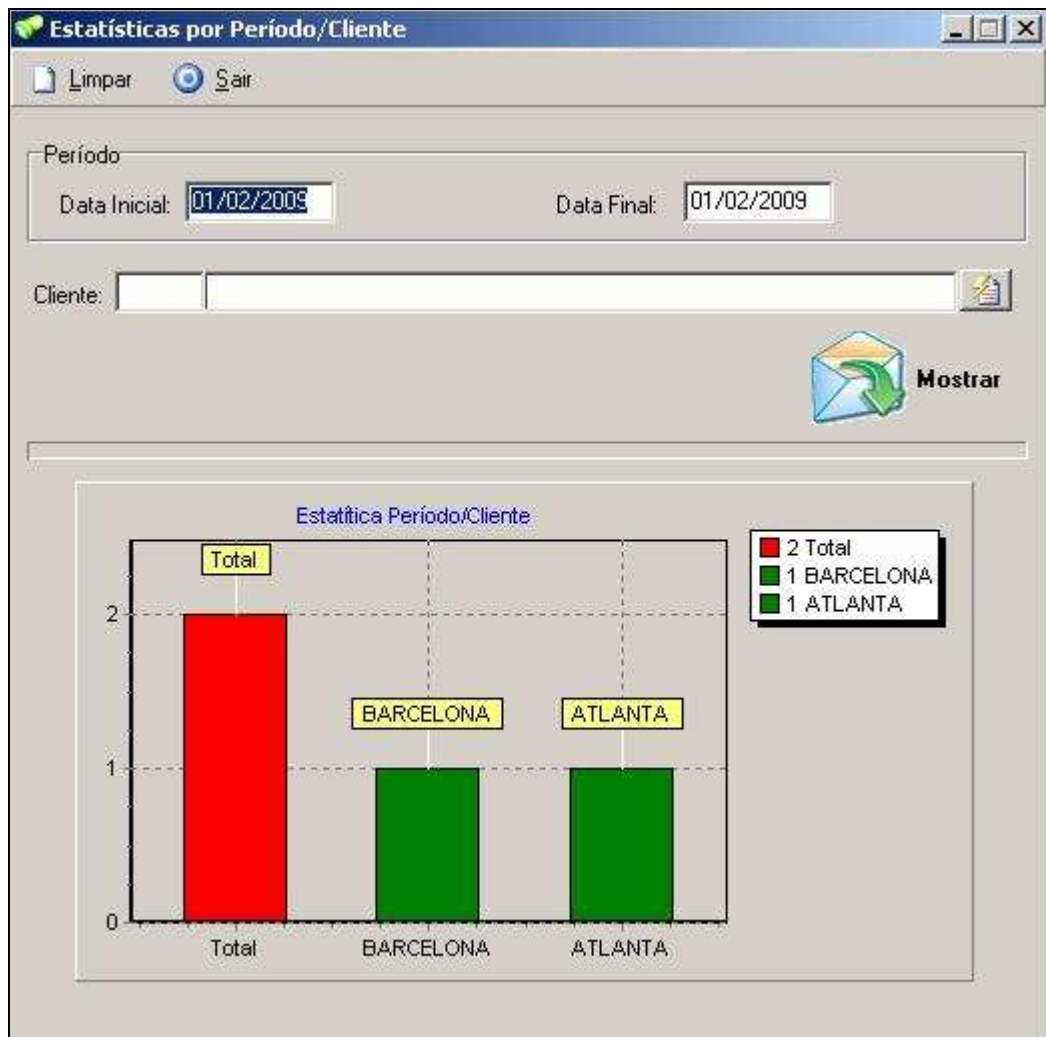 Estatísticas por Período/Cliente
Limpar Sair
Período
Data Inicial: 01/02/2009 Data Final: 01/02/2009
Cliente:
Mostrar
Estatítica Período/Cliente
2 Total
1 BARCELONA
1 ATLANTA
Total
2
BARCELONA ATLANTA
1
0
Total BARCELONA ATLANTA